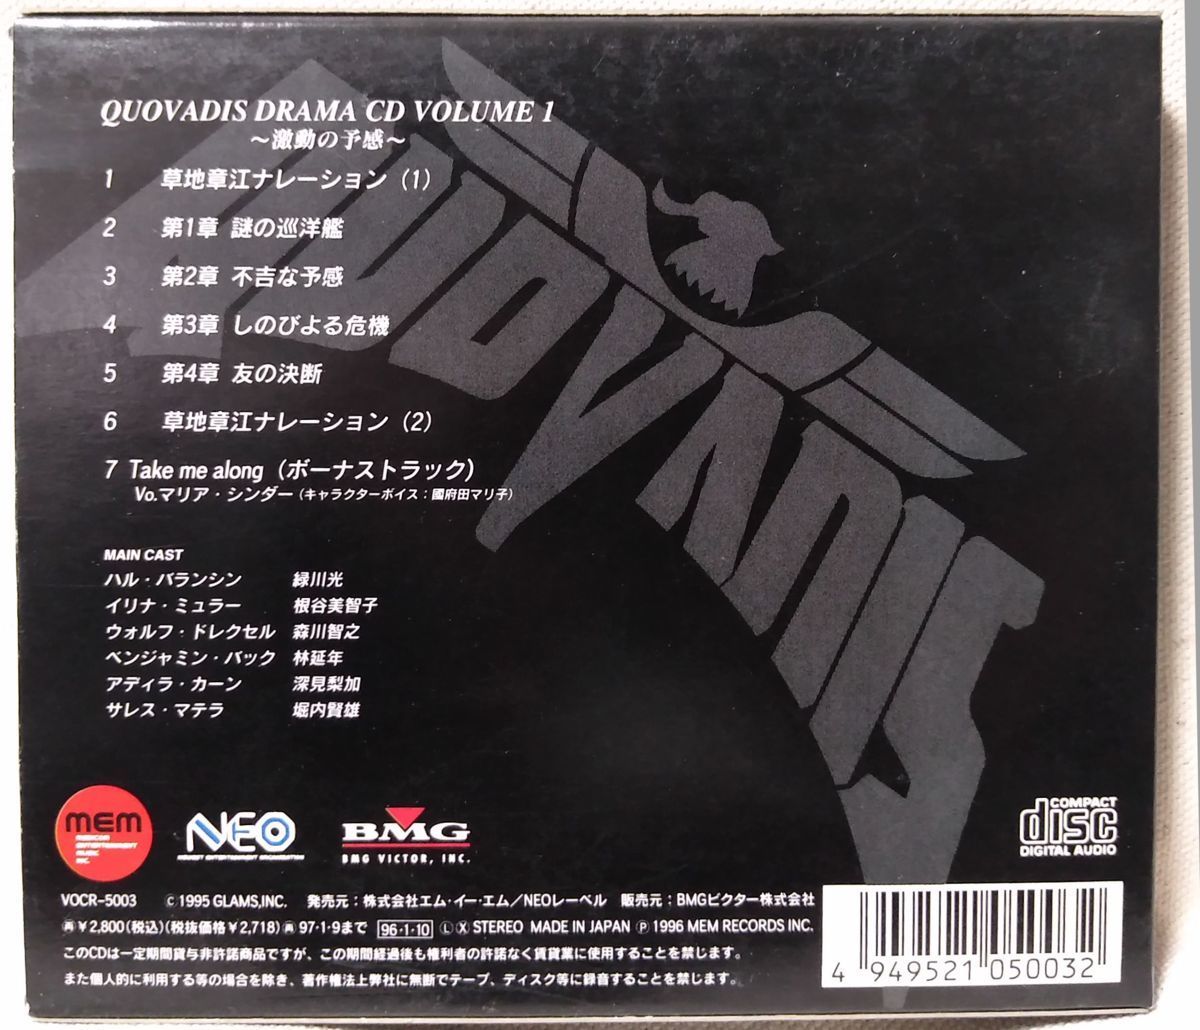 QUOVADIS DRAMA CD VOLUME 1
〜激動の予感〜
1 草地章江ナレーション（1）
2 第1章 謎の巡洋艦
3 第2章 不吉な予感
4 第3章 しのびよる危機
5 第4章 友の決断
6 草地章江ナレーション（2）
7 Take me along（ボーナストラック）
Vo.マリア・シンダー（キャラクターボイス：國府田マリ子）
MAIN CAST
ハル・バランシン 緑川光
イリナ・ミュラー 根谷美智子
ウォルフ・ドレクセル 森川智之
ベンジャミン・バック 林延年
アディラ・カーン 深見梨加
サレス・マテラ 堀内賢雄
QUOVADIS
mem
ENTERTAINMENT
MUSIC
INC.
NEO
BMG
BMG VICTOR, INC.
COMPACT
disc
DIGITAL AUDIO
VOCR-5003 ©1995 GLAMS,INC. 発売元：株式会社エム・イー・エム／NEOレーベル 販売元：BMGビクター株式会社
再¥2,800(税込)(税抜価格¥2,718)再97・1・9まで 96・1・10 ⓁⓍSTEREO MADE IN JAPAN Ⓟ 1996 MEM RECORDS INC.
このCDは一定期間貸与非許諾商品ですが、この期間経過後も権利者の許諾なく賃貸業に使用することを禁じます。
また個人的に利用する等の場合を除き、著作権法上弊社に無断でテープ、ディスク等に録音することを禁じます。
4 949521 050032